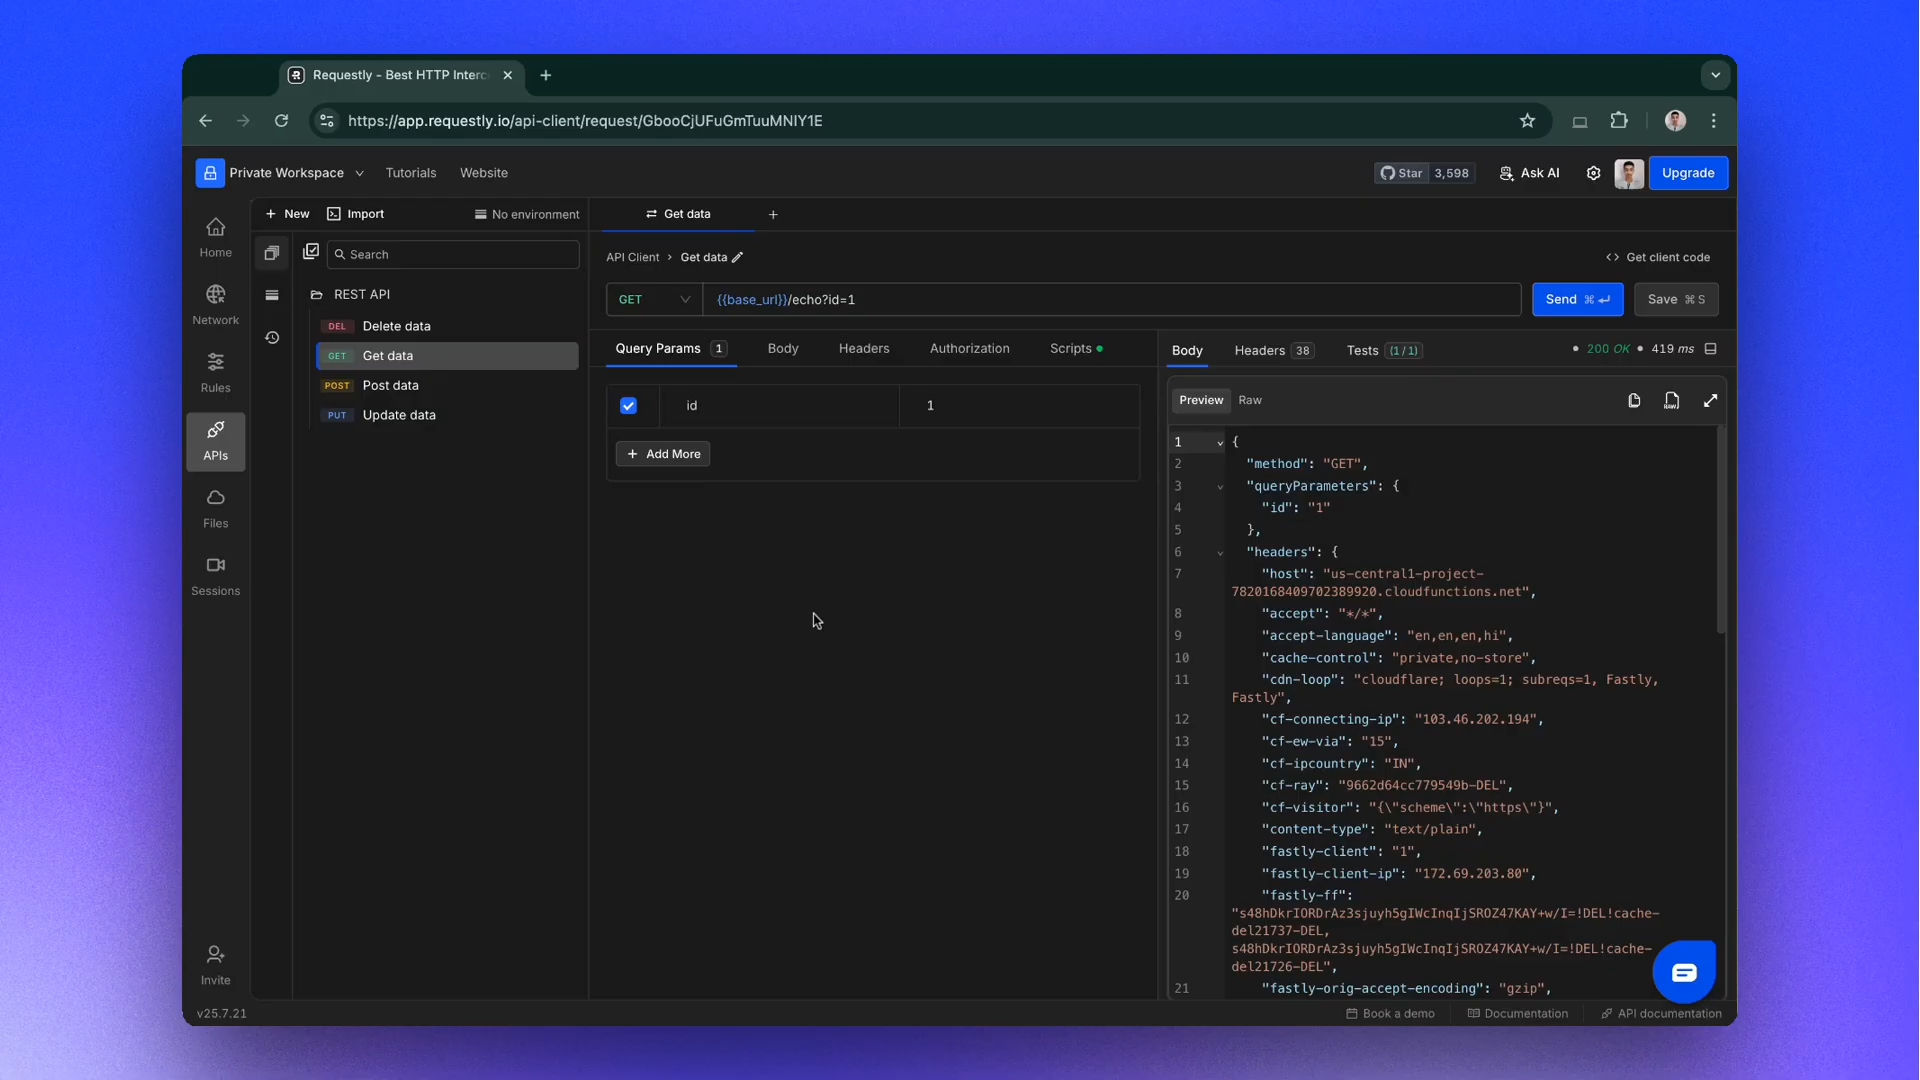 Requestly - Best HTTP Interc
https://app.requestly.io/api-client/request/GbooCjUFuGmTuuMNIY1E
Private Workspace
Tutorials
Website
Star 3,598
Ask AI
Upgrade
New
Import
No environment
Get data
Home
Network
Rules
APIs
Files
Sessions
Invite
v25.7.21
Search
REST API
DEL Delete data
GET Get data
POST Post data
PUT Update data
API Client > Get data
Get client code
GET
{{base_url}}/echo?id=1
Send ⌘ ↵
Save ⌘ S
Query Params 1
Body
Headers
Authorization
Scripts
id 1
+ Add More
Body
Headers 38
Tests (1/1)
200 OK
419 ms
Preview
Raw
1 {
2 "method": "GET",
3 "queryParameters": {
4 "id": "1"
5 },
6 "headers": {
7 "host": "us-central1-project-
7820168409702389920.cloudfunctions.net",
8 "accept": "*/*",
9 "accept-language": "en,en,en,hi",
10 "cache-control": "private,no-store",
11 "cdn-loop": "cloudflare; loops=1; subreqs=1, Fastly,
Fastly",
12 "cf-connecting-ip": "103.46.202.194",
13 "cf-ew-via": "15",
14 "cf-ipcountry": "IN",
15 "cf-ray": "9662d64cc779549b-DEL",
16 "cf-visitor": "{\"scheme\":\"https\"}",
17 "content-type": "text/plain",
18 "fastly-client": "1",
19 "fastly-client-ip": "172.69.203.80",
20 "fastly-ff":
"s48hDkrIORDrAz3sjuyh5gIWcInqIjSROZ47KAY+w/I=!DEL!cache-
del21737-DEL,
s48hDkrIORDrAz3sjuyh5gIWcInqIjSROZ47KAY+w/I=!DEL!cache-
del21726-DEL",
21 "fastly-orig-accept-encoding": "gzip",
Book a demo
Documentation
API documentation